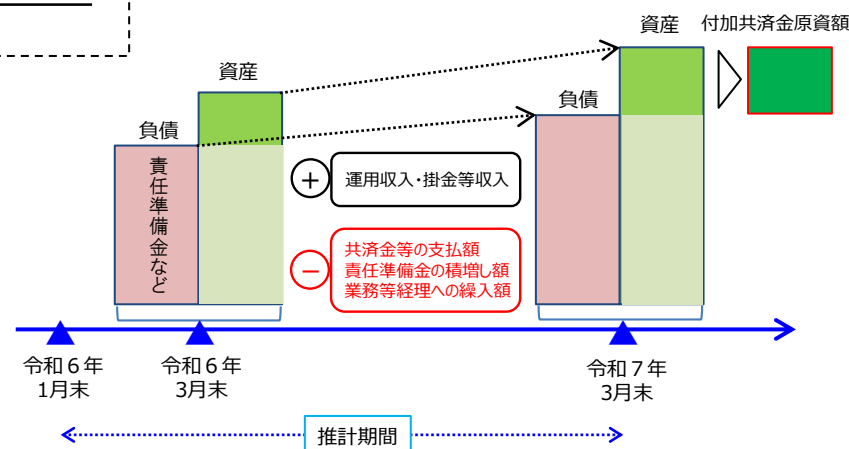 資産
付加共済金原資額
資産
負債
負債
責任準備金など
+
運用収入・掛金等収入
−
共済金等の支払額
責任準備金の積増し額
業務等経理への繰入額
令和６年
1月末
令和６年
3月末
令和７年
3月末
推計期間